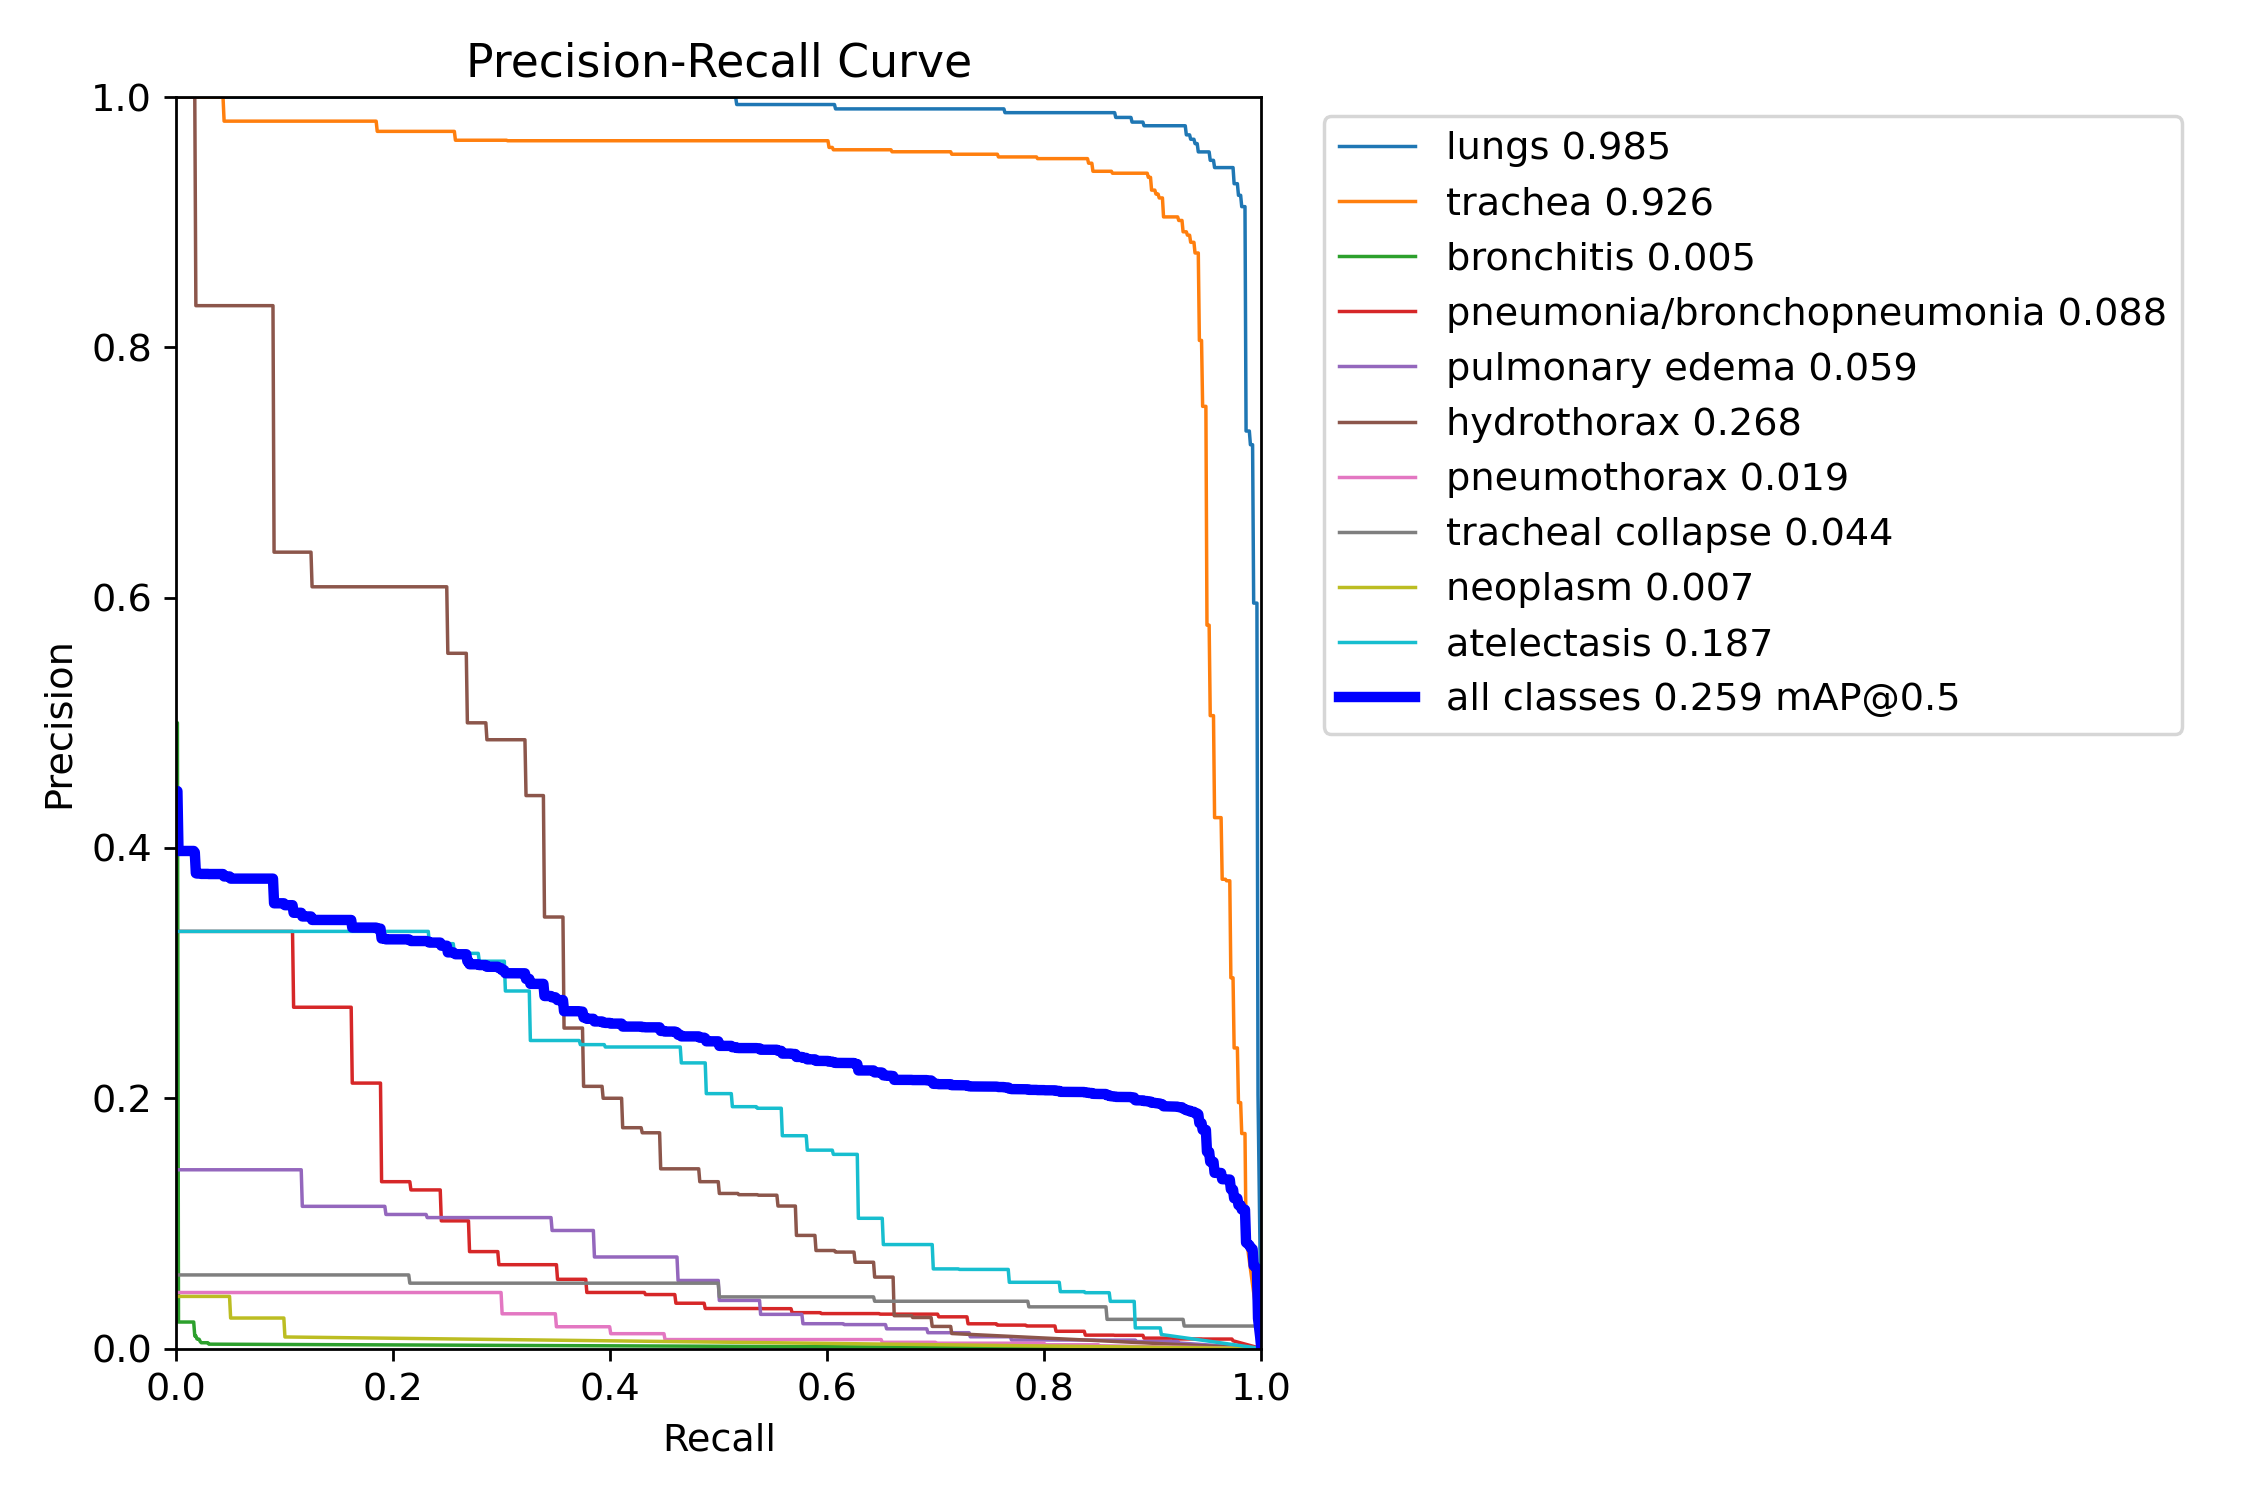 Precision-Recall Curve
1.0
0.8
0.6
0.4
0.2
0.0
Precision
0.0 0.2 0.4 0.6 0.8 1.0
Recall
lungs 0.985
trachea 0.926
bronchitis 0.005
pneumonia/bronchopneumonia 0.088
pulmonary edema 0.059
hydrothorax 0.268
pneumothorax 0.019
tracheal collapse 0.044
neoplasm 0.007
atelectasis 0.187
all classes 0.259 mAP@0.5